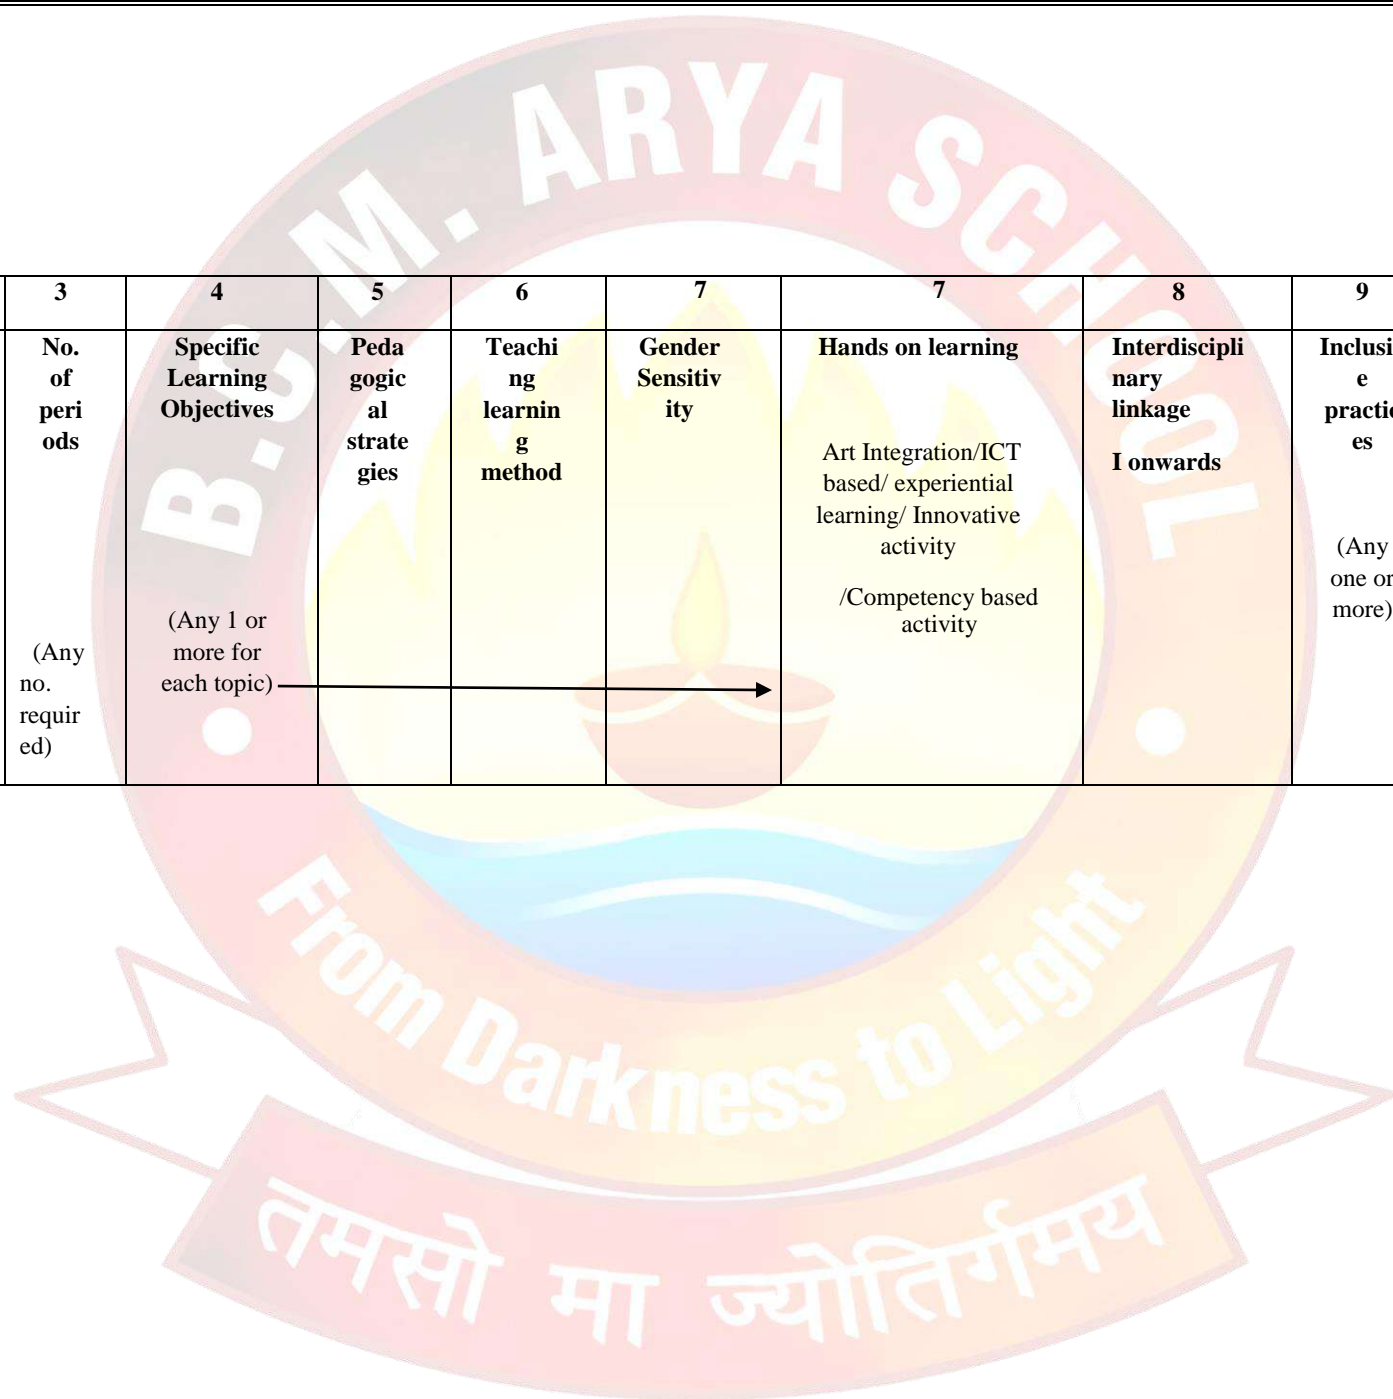 B.C.M. ARYA SCHOOL
3
4
5
6
7
7
8
9
No.
of
peri
ods
(Any
no.
requir
ed)
Specific
Learning
Objectives
(Any 1 or
more for
each topic)
Peda
gogic
al
strate
gies
Teachi
ng
learnin
g
method
Gender
Sensitiv
ity
Hands on learning
Art Integration/ICT
based/ experiential
learning/ Innovative
activity
/Competency based
activity
Interdiscipli
nary
linkage
I onwards
Inclusi
e
practic
es
(Any
one or
more)
From Darkness to Light
तमसो मा ज्योतिर्गमय